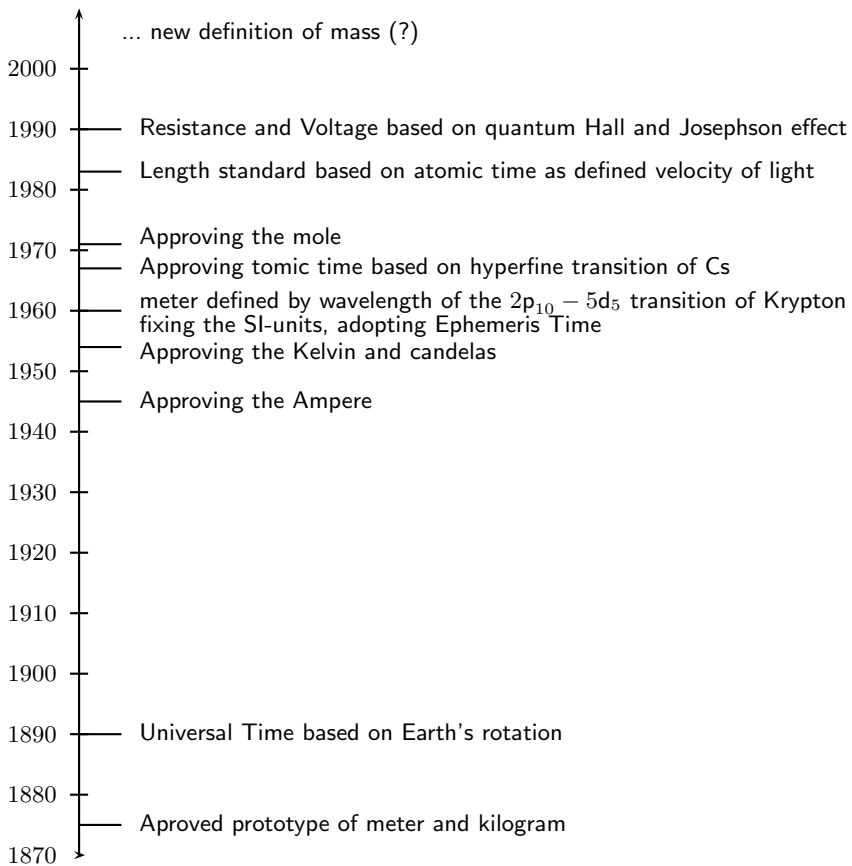 ... new definition of mass (?)
2000
1990 Resistance and Voltage based on quantum Hall and Josephson effect
Length standard based on atomic time as defined velocity of light
1980
Approving the mole
1970
Approving tomic time based on hyperfine transition of Cs
meter defined by wavelength of the 2p₁₀ − 5d₅ transition of Krypton
1960
fixing the SI-units, adopting Ephemeris Time
Approving the Kelvin and candelas
1950
Approving the Ampere
1940
1930
1920
1910
1900
1890 Universal Time based on Earth's rotation
1880
Aproved prototype of meter and kilogram
1870